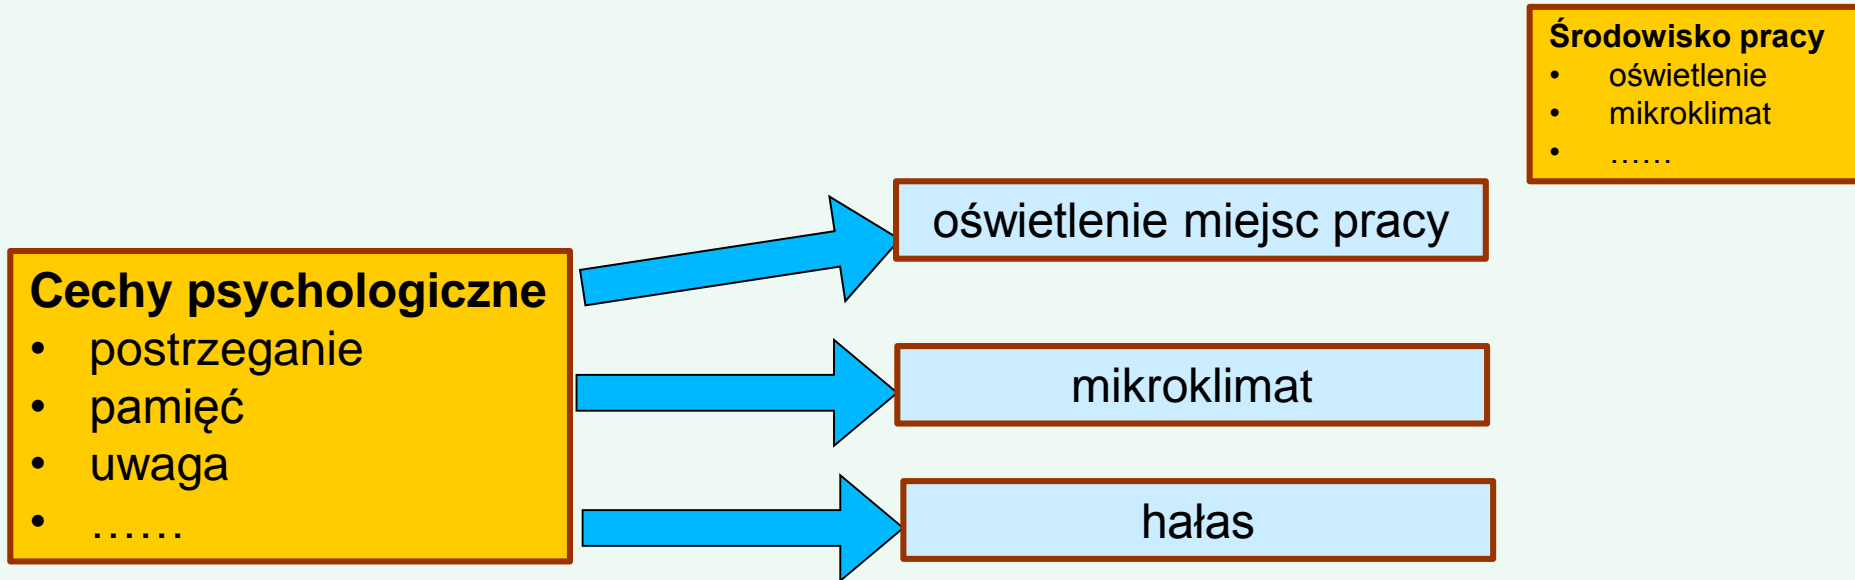 Środowisko pracy
• oświetlenie
• mikroklimat
• ......
oświetlenie miejsc pracy
Cechy psychologiczne
• postrzeganie
• pamięć
• uwaga
• ......
mikroklimat
hałas